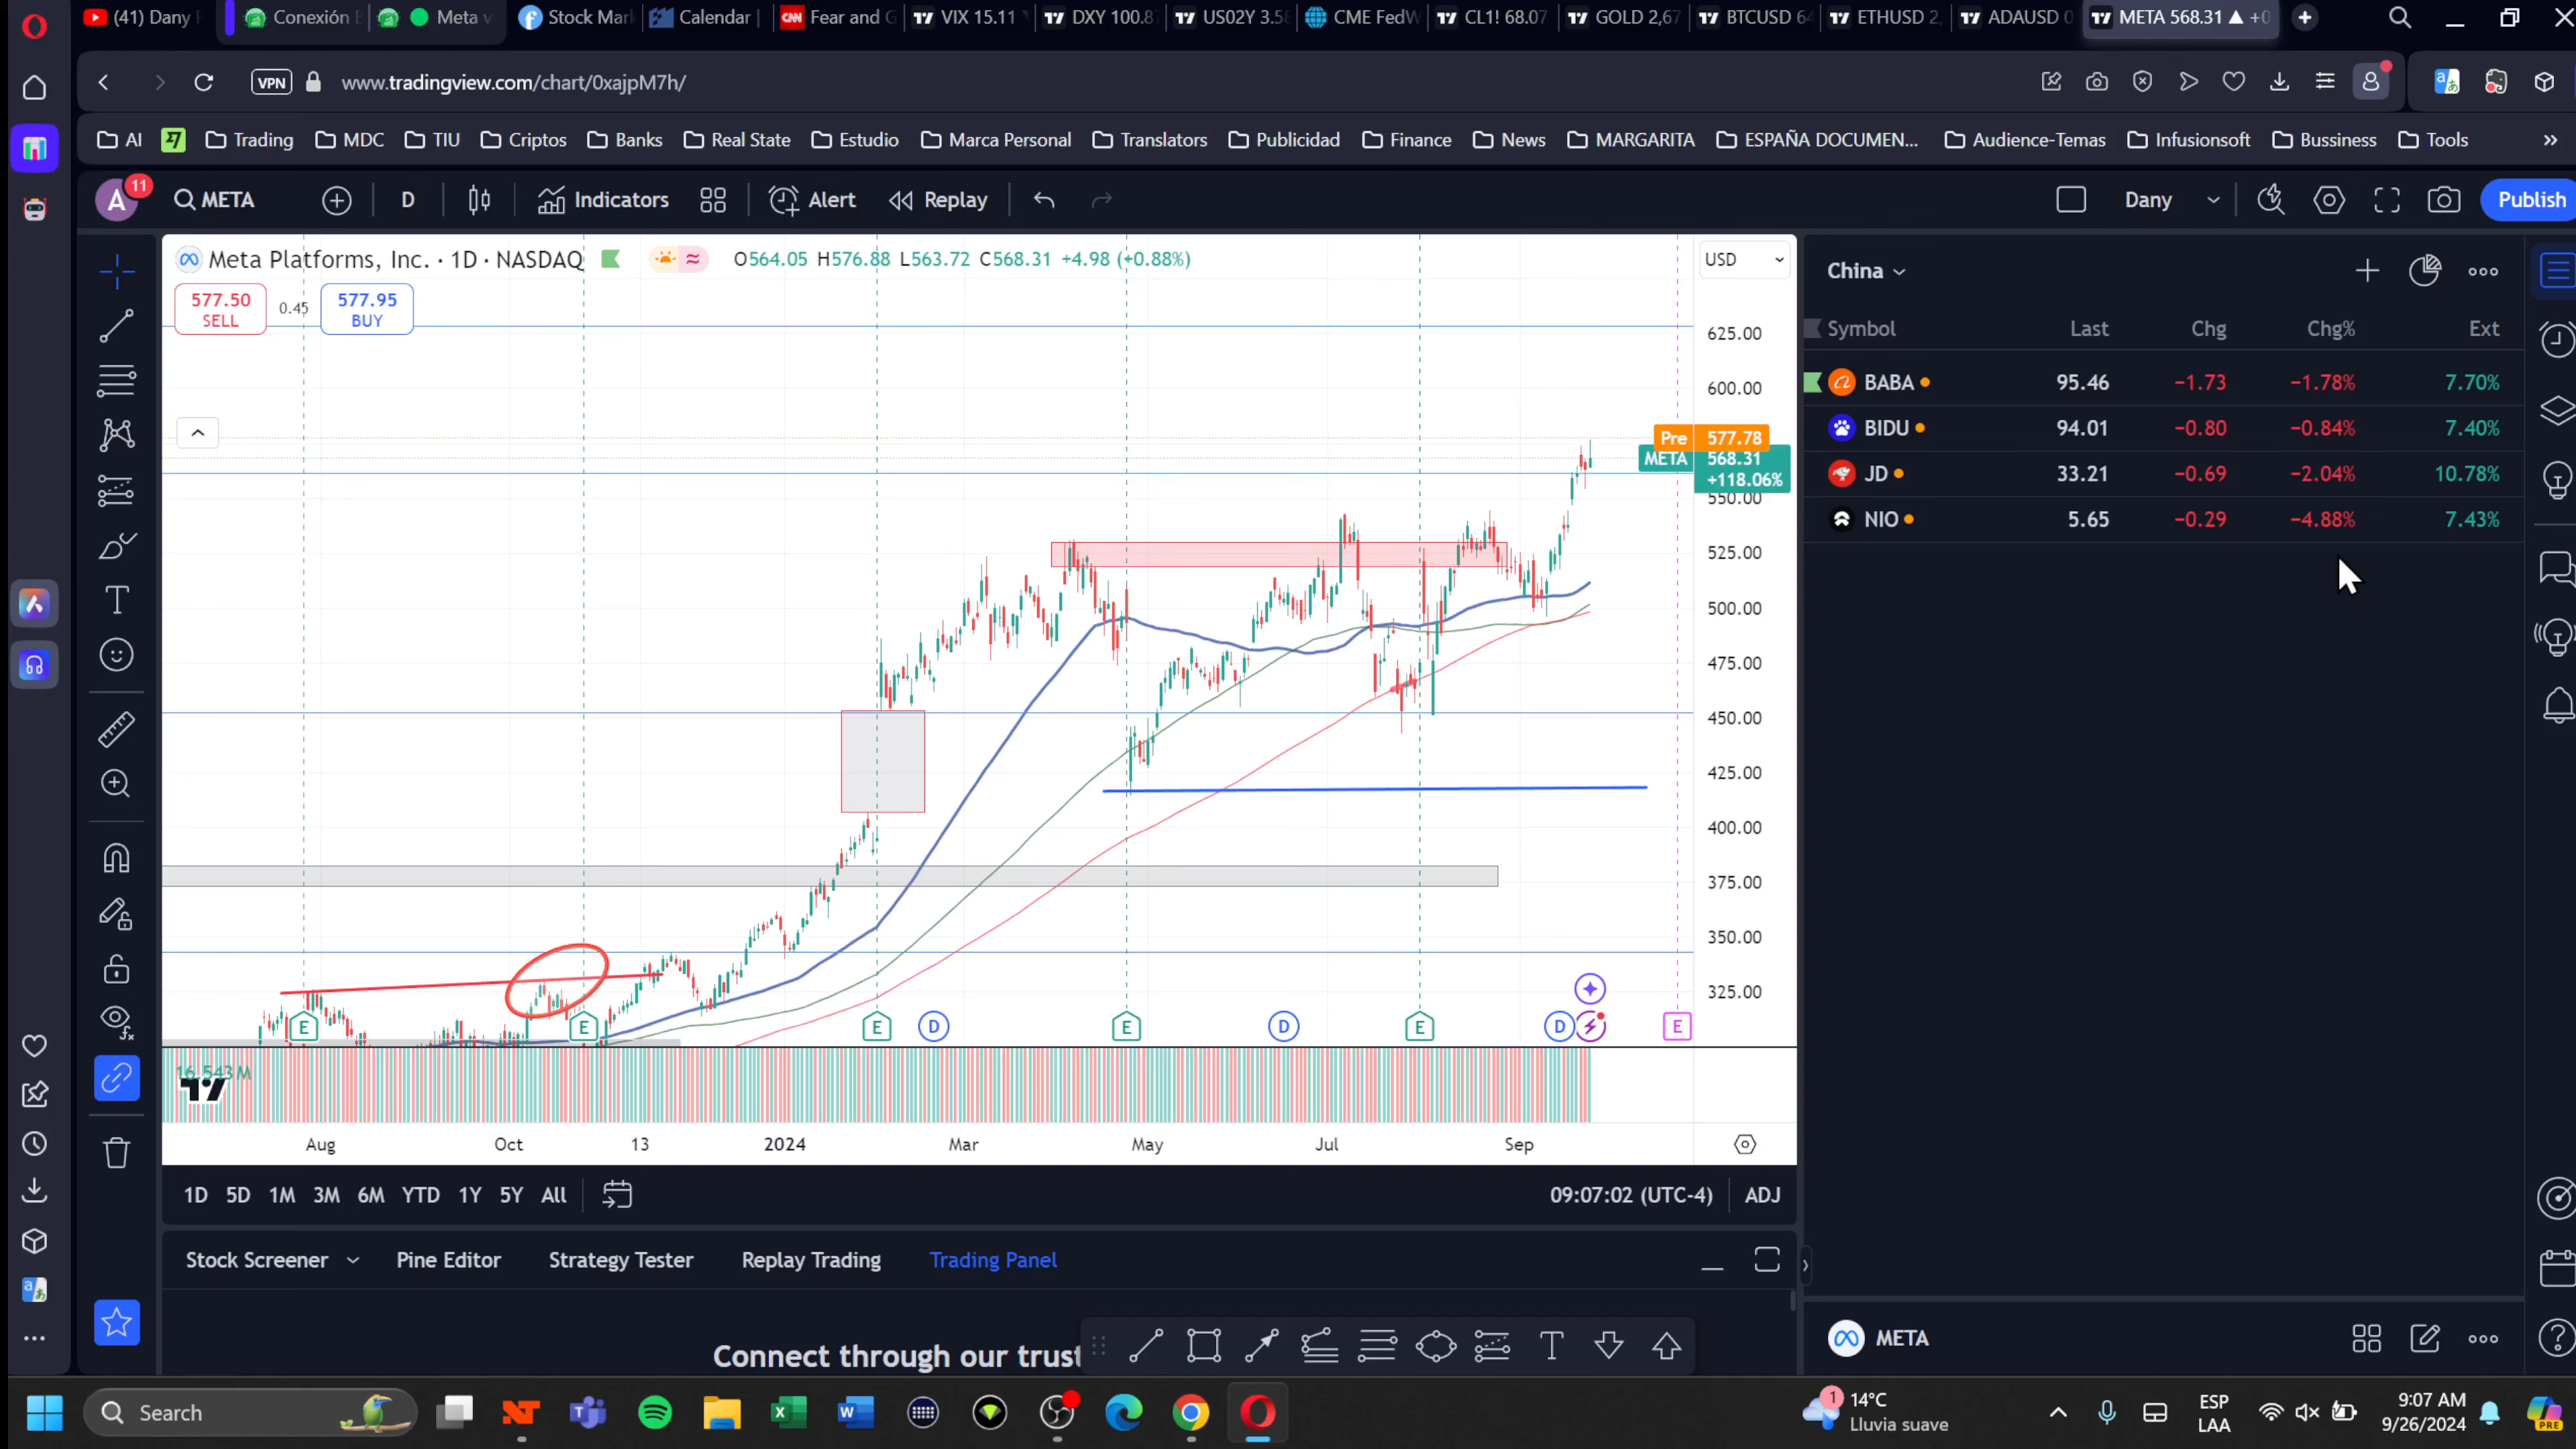 (41) Dany
Conexión
Meta
Stock Mar
Calendar
CNN Fear and
VIX 15.11
DXY 100.8
US02Y 3.5
CME Fed
CL1! 68.07
GOLD 2,67
BTCUSD 6
ETHUSD 2,
ADAUSD
META 568.31 ▲ +0
VPN
www.tradingview.com/chart/0xajpM7h/
AI
Trading
MDC
TIU
Criptos
Banks
Real State
Estudio
Marca Personal
Translators
Publicidad
Finance
News
MARGARITA
ESPAÑA DOCUMEN...
Audience-Temas
Infusionsoft
Bussiness
Tools
»
A
11
META
D
Indicators
Alert
Replay
Dany
Publish
Meta Platforms, Inc. · 1D · NASDAQ
O564.05 H576.88 L563.72 C568.31 +4.98 (+0.88%)
USD
577.50
SELL
0.45
577.95
BUY
625.00
600.00
Pre 577.78
META 568.31
+118.06%
550.00
525.00
500.00
475.00
450.00
425.00
400.00
375.00
350.00
325.00
E
E
E
D
E
D
E
D
E
16.543M
Aug
Oct
13
2024
Mar
May
Jul
Sep
1D 5D 1M 3M 6M YTD 1Y 5Y All
09:07:02 (UTC-4)
ADJ
Stock Screener
Pine Editor
Strategy Tester
Replay Trading
Trading Panel
Connect through our trust
T
China
Symbol Last Chg Chg% Ext
BABA 95.46 −1.73 −1.78% 7.70%
BIDU 94.01 −0.80 −0.84% 7.40%
JD 33.21 −0.69 −2.04% 10.78%
NIO 5.65 −0.29 −4.88% 7.43%
META
Search
1
14°C
Lluvia suave
ESP
LAA
9:07 AM
9/26/2024
PRE